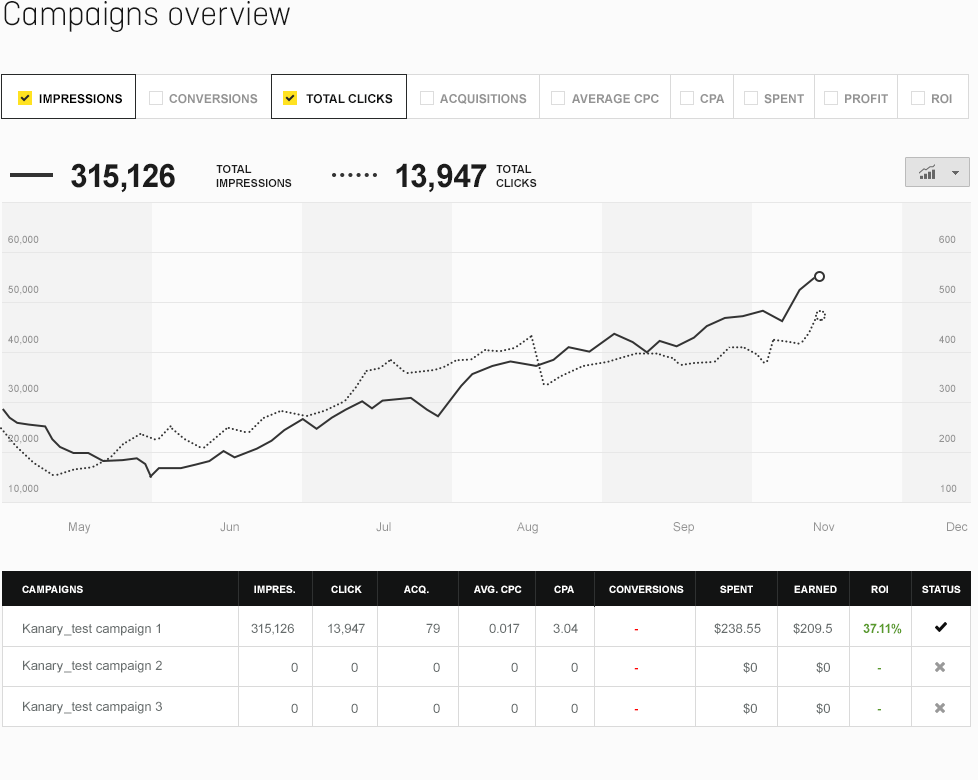 Campaigns overview
IMPRESSIONS CONVERSIONS TOTAL CLICKS ACQUISITIONS AVERAGE CPC CPA SPENT PROFIT ROI
315,126 TOTAL IMPRESSIONS 13,947 TOTAL CLICKS
60,000 600
50,000 500
40,000 400
30,000 300
20,000 200
10,000 100
May Jun Jul Aug Sep Nov Dec
CAMPAIGNS IMPRES. CLICK ACQ. AVG. CPC CPA CONVERSIONS SPENT EARNED ROI STATUS
Kanary_test campaign 1 315,126 13,947 79 0.017 3.04 - $238.55 $209.5 37.11%
Kanary_test campaign 2 0 0 0 0 0 - $0 $0 -
Kanary_test campaign 3 0 0 0 0 0 - $0 $0 -